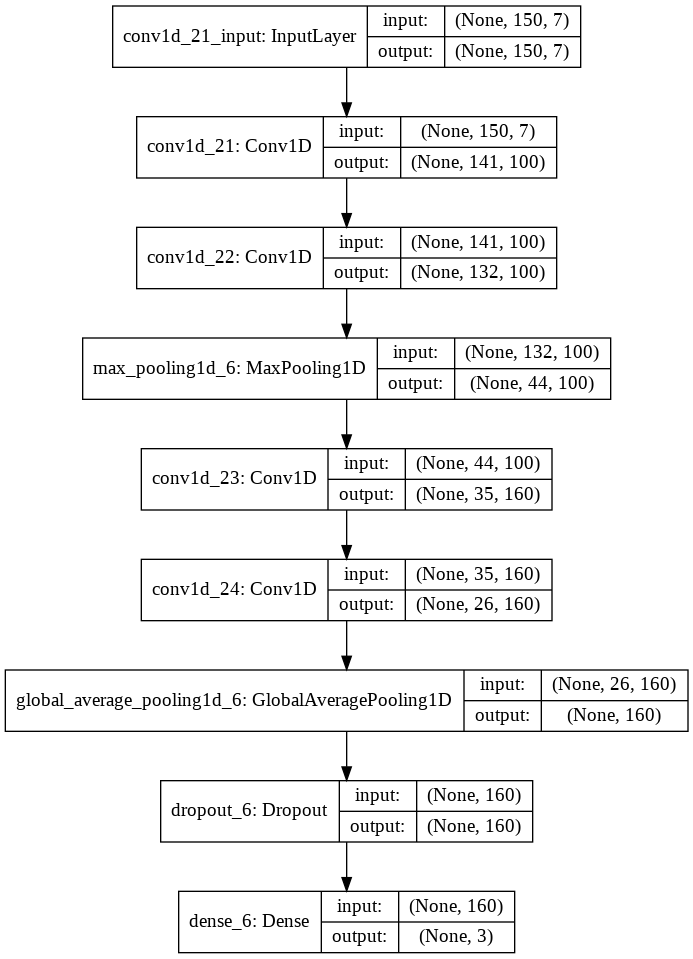 conv1d_21_input: InputLayer
input: (None, 150, 7)
output: (None, 150, 7)
conv1d_21: Conv1D
input: (None, 150, 7)
output: (None, 141, 100)
conv1d_22: Conv1D
input: (None, 141, 100)
output: (None, 132, 100)
max_pooling1d_6: MaxPooling1D
input: (None, 132, 100)
output: (None, 44, 100)
conv1d_23: Conv1D
input: (None, 44, 100)
output: (None, 35, 160)
conv1d_24: Conv1D
input: (None, 35, 160)
output: (None, 26, 160)
global_average_pooling1d_6: GlobalAveragePooling1D
input: (None, 26, 160)
output: (None, 160)
dropout_6: Dropout
input: (None, 160)
output: (None, 160)
dense_6: Dense
input: (None, 160)
output: (None, 3)